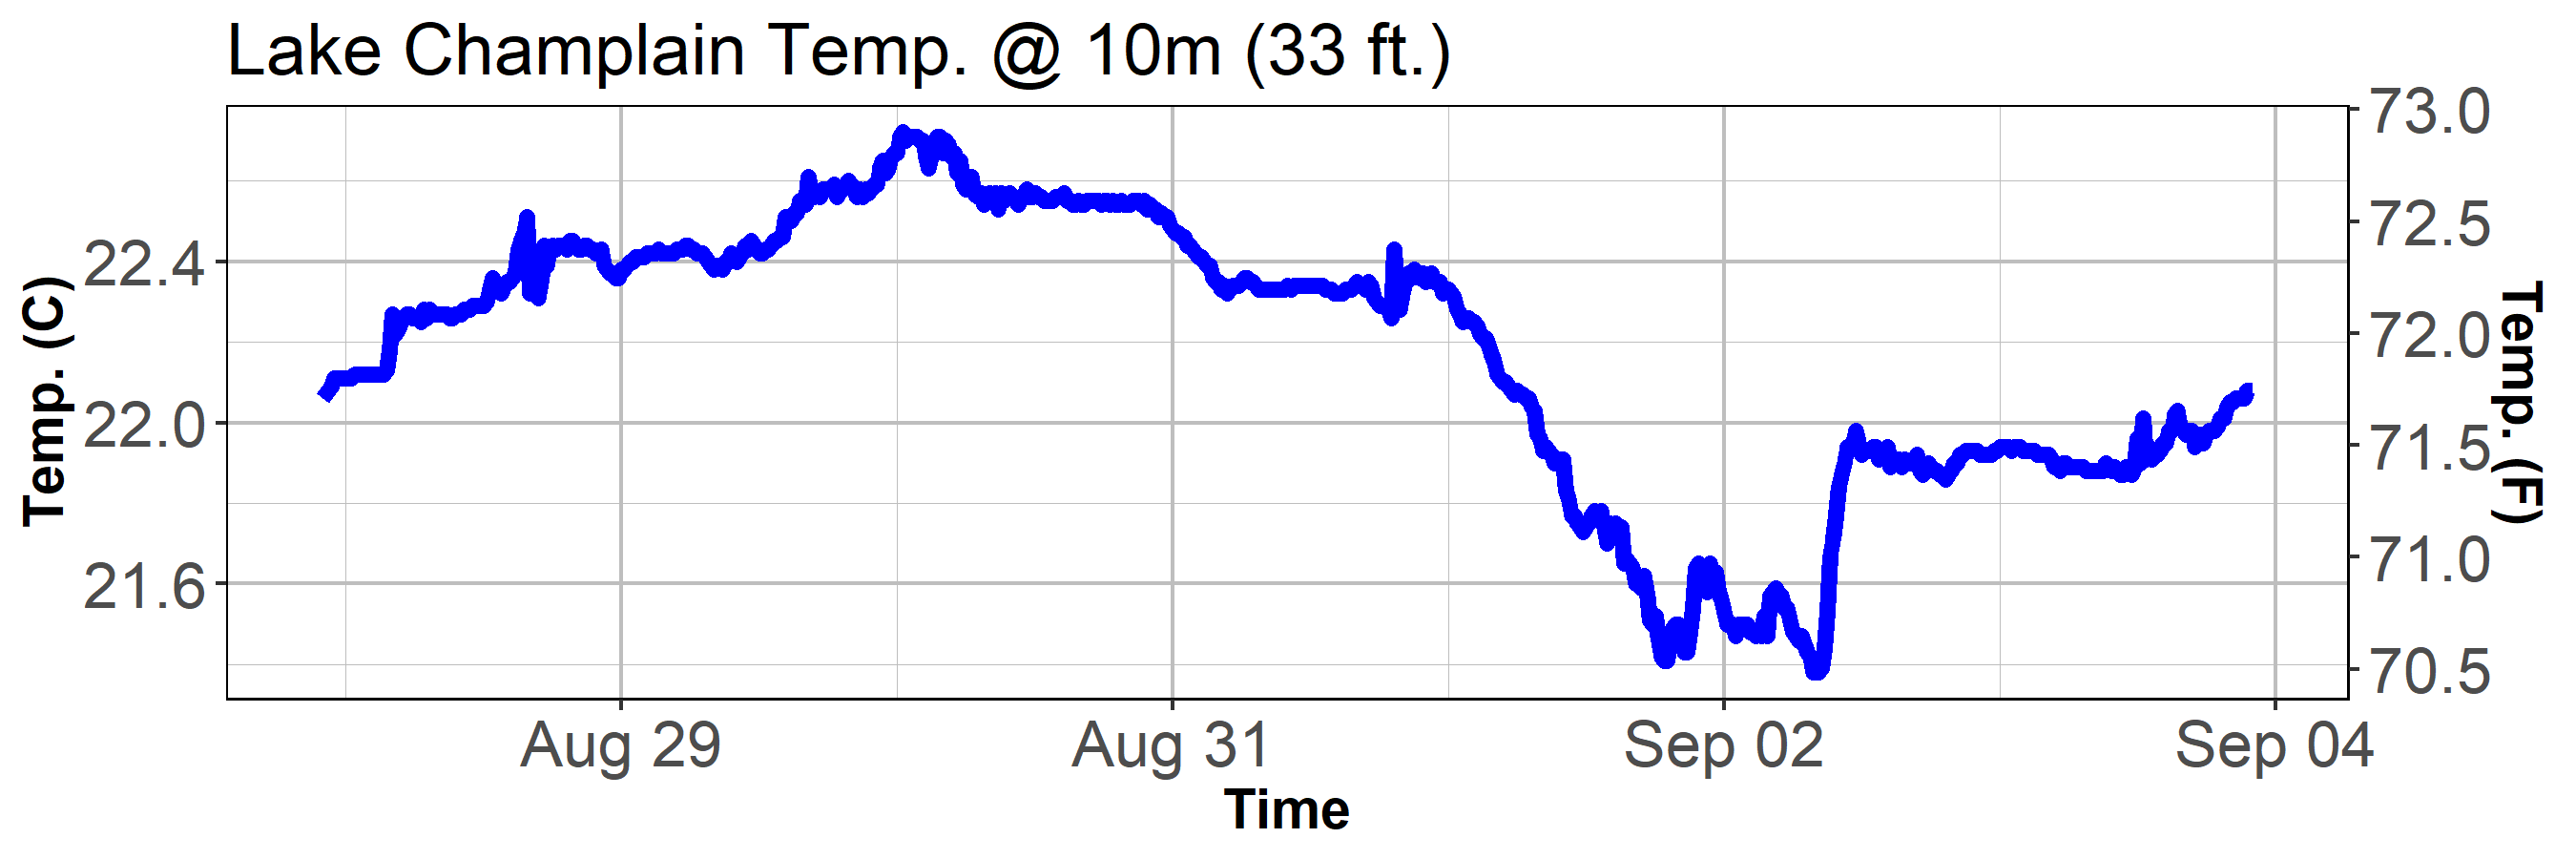 Lake Champlain Temp. @ 10m (33 ft.)
Temp. (C)
22.4
22.0
21.6
73.0
72.5
72.0
71.5
71.0
70.5
Temp. (F)
Aug 29 Aug 31 Sep 02 Sep 04
Time